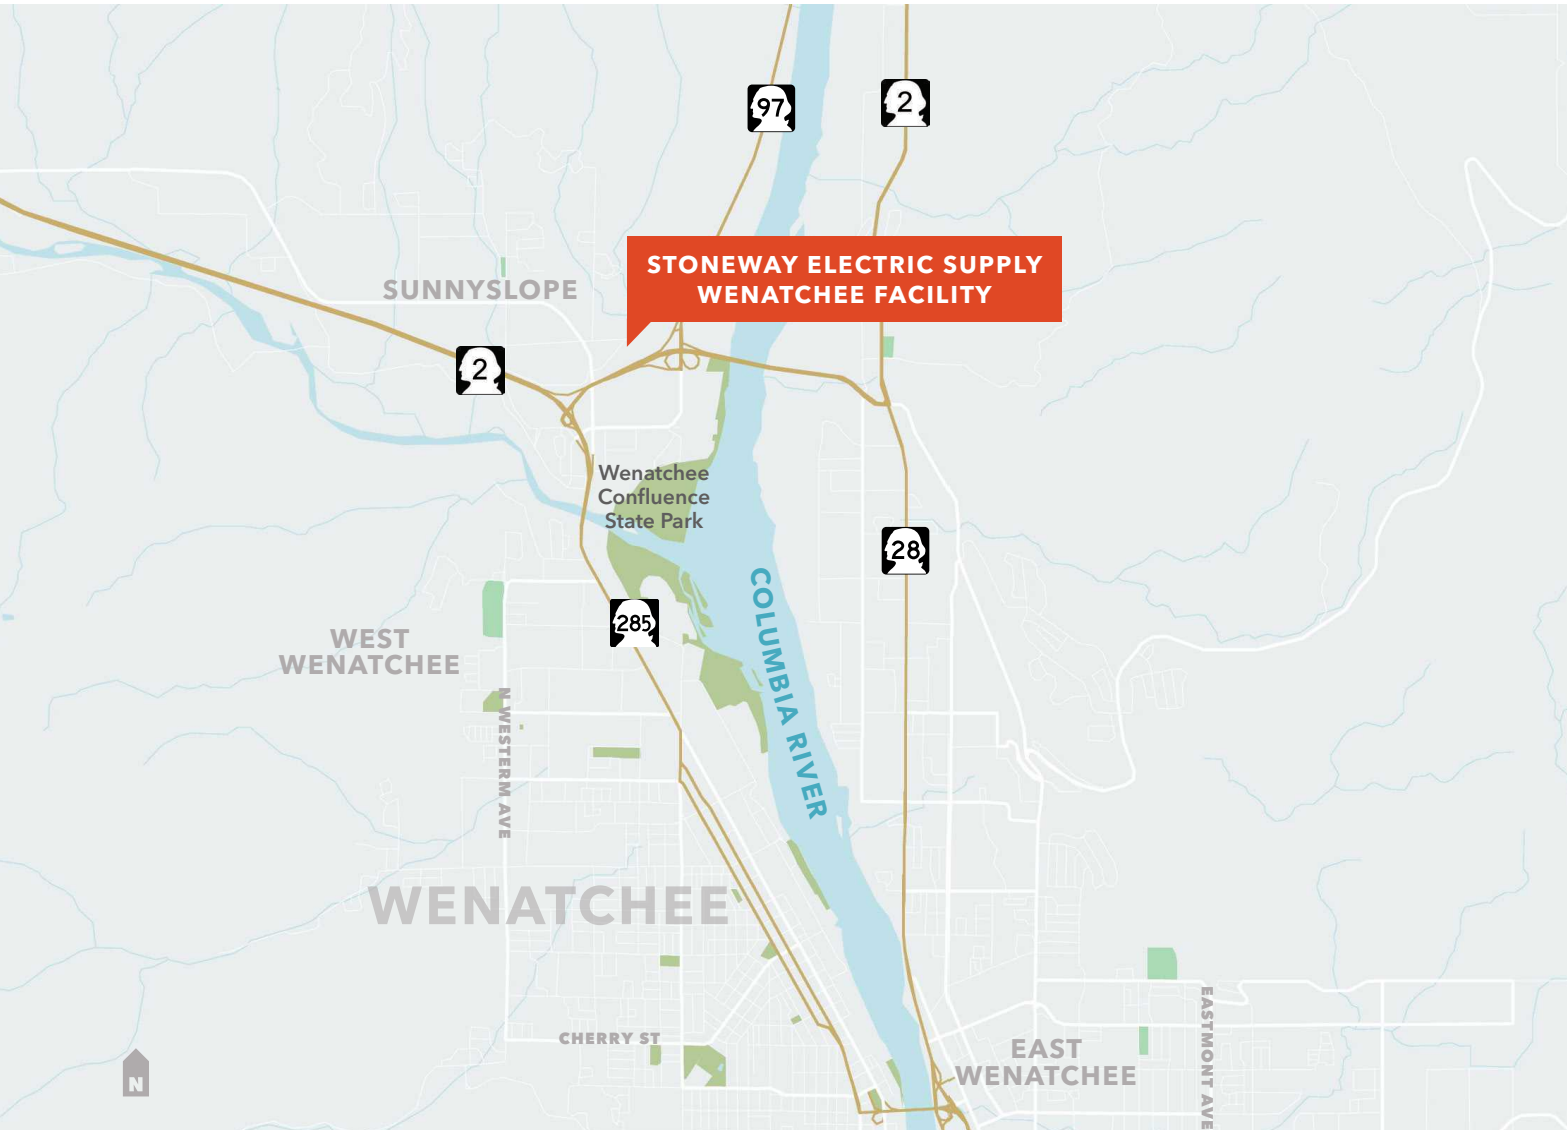 97
2
STONEWAY ELECTRIC SUPPLY
WENATCHEE FACILITY
SUNNYSLOPE
2
Wenatchee
Confluence
State Park
28
COLUMBIA RIVER
285
WEST
WENATCHEE
N WESTERM AVE
WENATCHEE
CHERRY ST
EASTMONT AVE
EAST
WENATCHEE
N